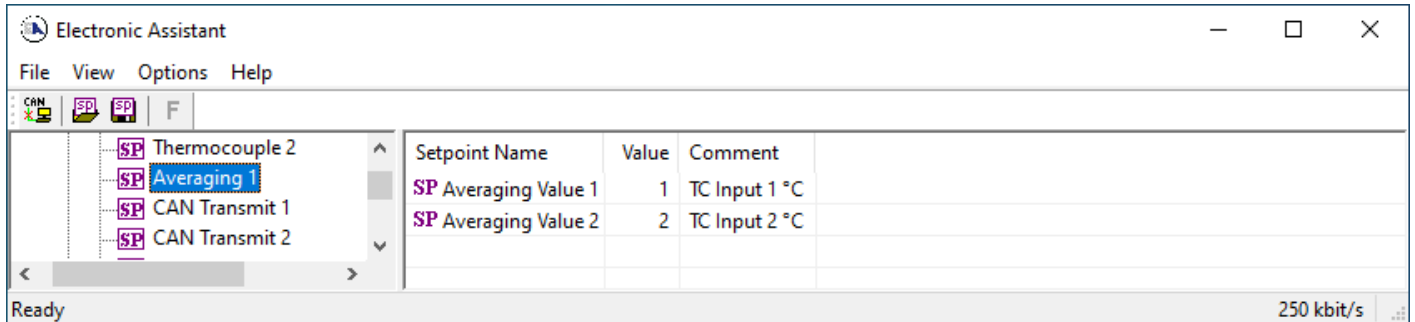 Electronic Assistant
File View Options Help
CAN SP SP F
SP Thermocouple 2
SP Averaging 1
SP CAN Transmit 1
SP CAN Transmit 2
Setpoint Name Value Comment
SP Averaging Value 1 1 TC Input 1 °C
SP Averaging Value 2 2 TC Input 2 °C
Ready 250 kbit/s